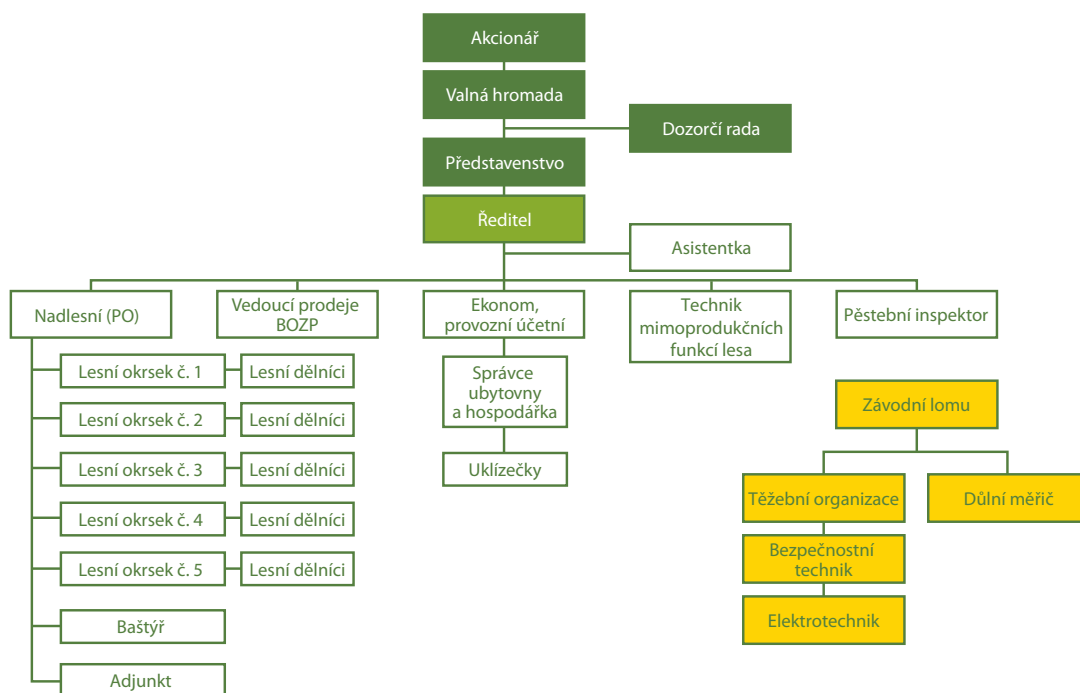 Akcionář
Valná hromada
Dozorčí rada
Představenstvo
Ředitel
Asistentka
Nadlesní (PO)
Vedoucí prodeje
BOZP
Ekonom,
provozní účetní
Technik
mimoprodukčních
funkcí lesa
Pěstební inspektor
Lesní okrsek č. 1
Lesní dělníci
Lesní okrsek č. 2
Lesní dělníci
Lesní okrsek č. 3
Lesní dělníci
Lesní okrsek č. 4
Lesní dělníci
Lesní okrsek č. 5
Lesní dělníci
Baštýř
Adjunkt
Správce
ubytovny
a hospodářka
Uklízečky
Závodní lomu
Těžební organizace
Důlní měřič
Bezpečnostní
technik
Elektrotechnik